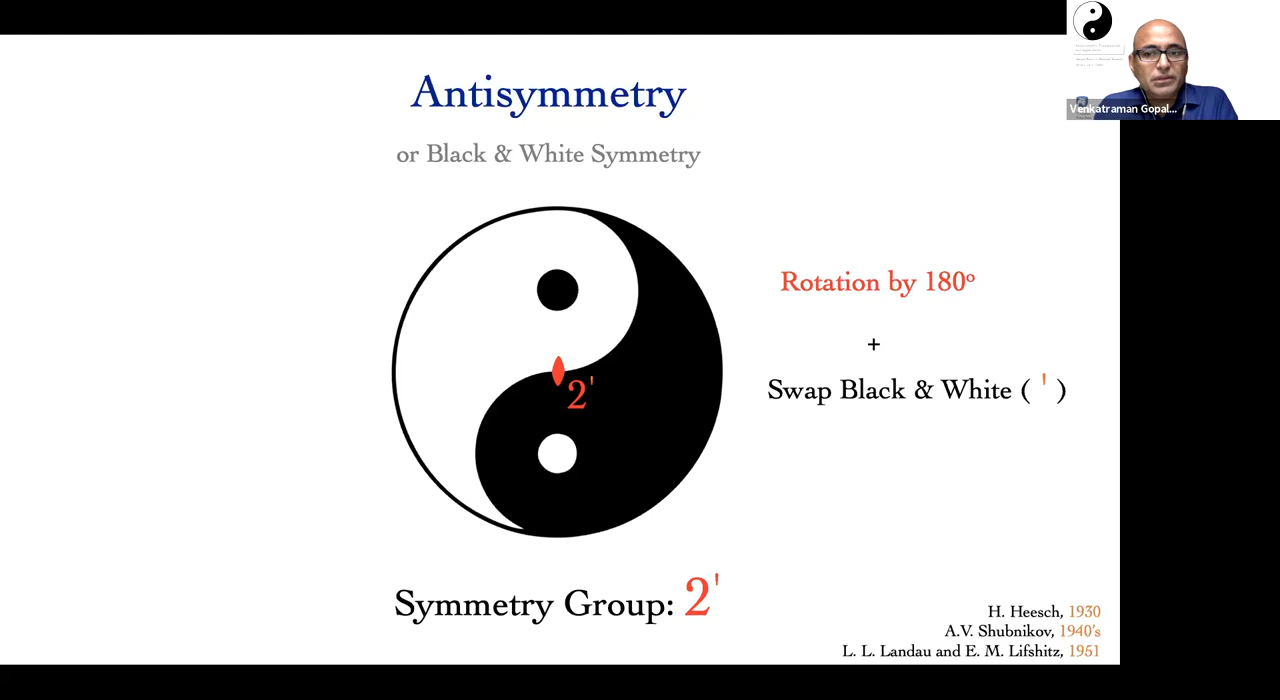 Antisymmetry
or Black & White Symmetry
Rotation by 180º
+
Swap Black & White ( ' )
2'
Symmetry Group: 2'
H. Heesch, 1930
A.V. Shubnikov, 1940's
L. L. Landau and E. M. Lifshitz, 1951
Venkatraman Gopal...